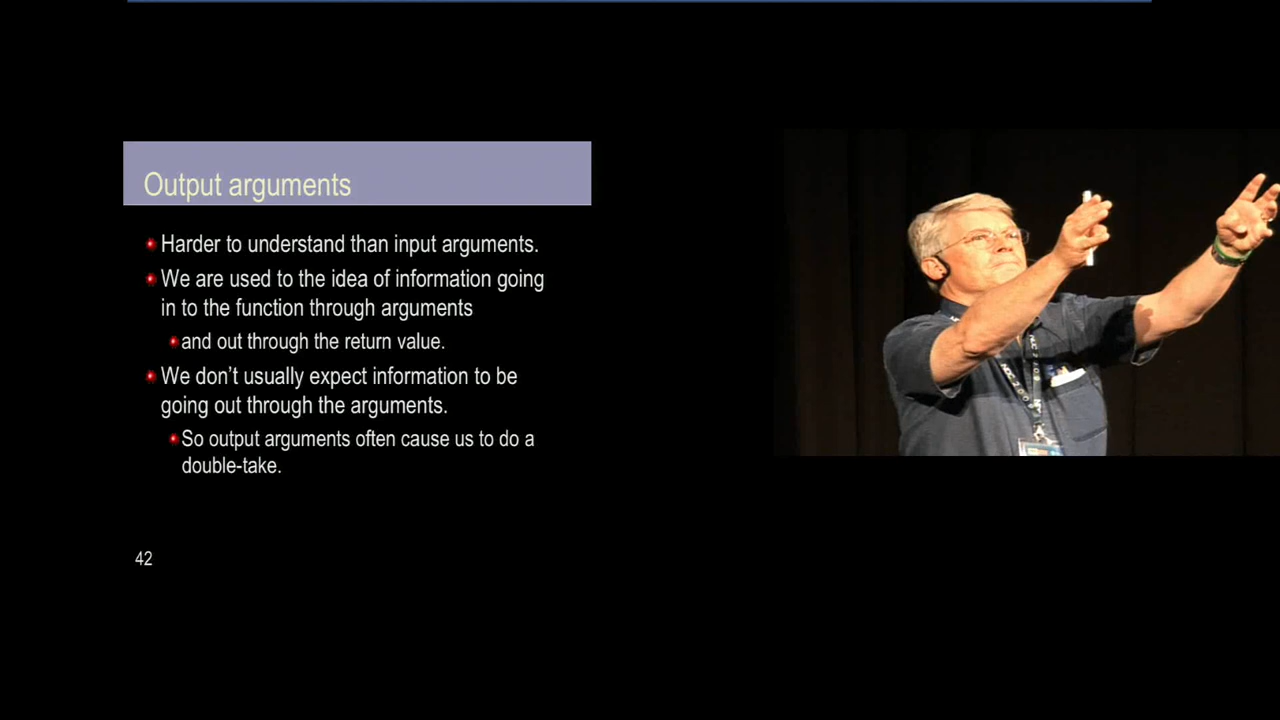 Output arguments
Harder to understand than input arguments.
We are used to the idea of information going
in to the function through arguments
and out through the return value.
We don’t usually expect information to be
going out through the arguments.
So output arguments often cause us to do a
double-take.
42
NDC 2008